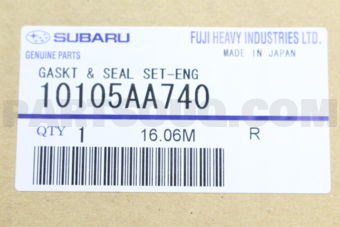 SUBARU
FUJI HEAVY INDUSTRIES LTD.
GENUINE PARTS
MADE IN JAPAN
GASKT & SEAL SET-ENG
10105AA740
QTY 1 16.06M R